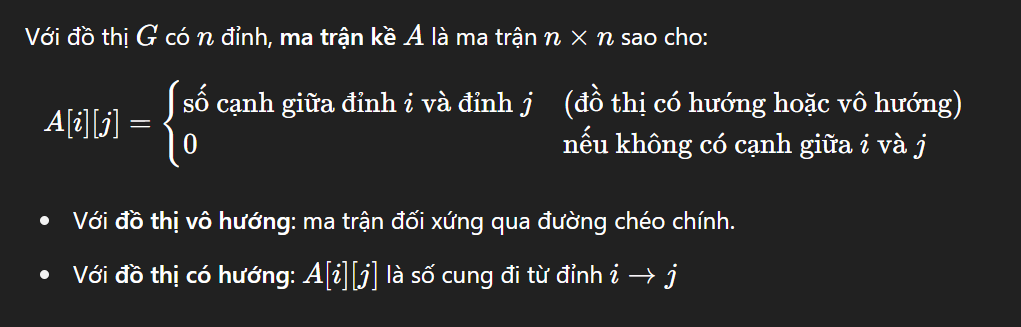 Với đồ thị G có n đỉnh, ma trận kề A là ma trận n × n sao cho:
A[i][j] = { số cạnh giữa đỉnh i và đỉnh j (đồ thị có hướng hoặc vô hướng)
0 nếu không có cạnh giữa i và j
• Với đồ thị vô hướng: ma trận đối xứng qua đường chéo chính.
• Với đồ thị có hướng: A[i][j] là số cung đi từ đỉnh i → j